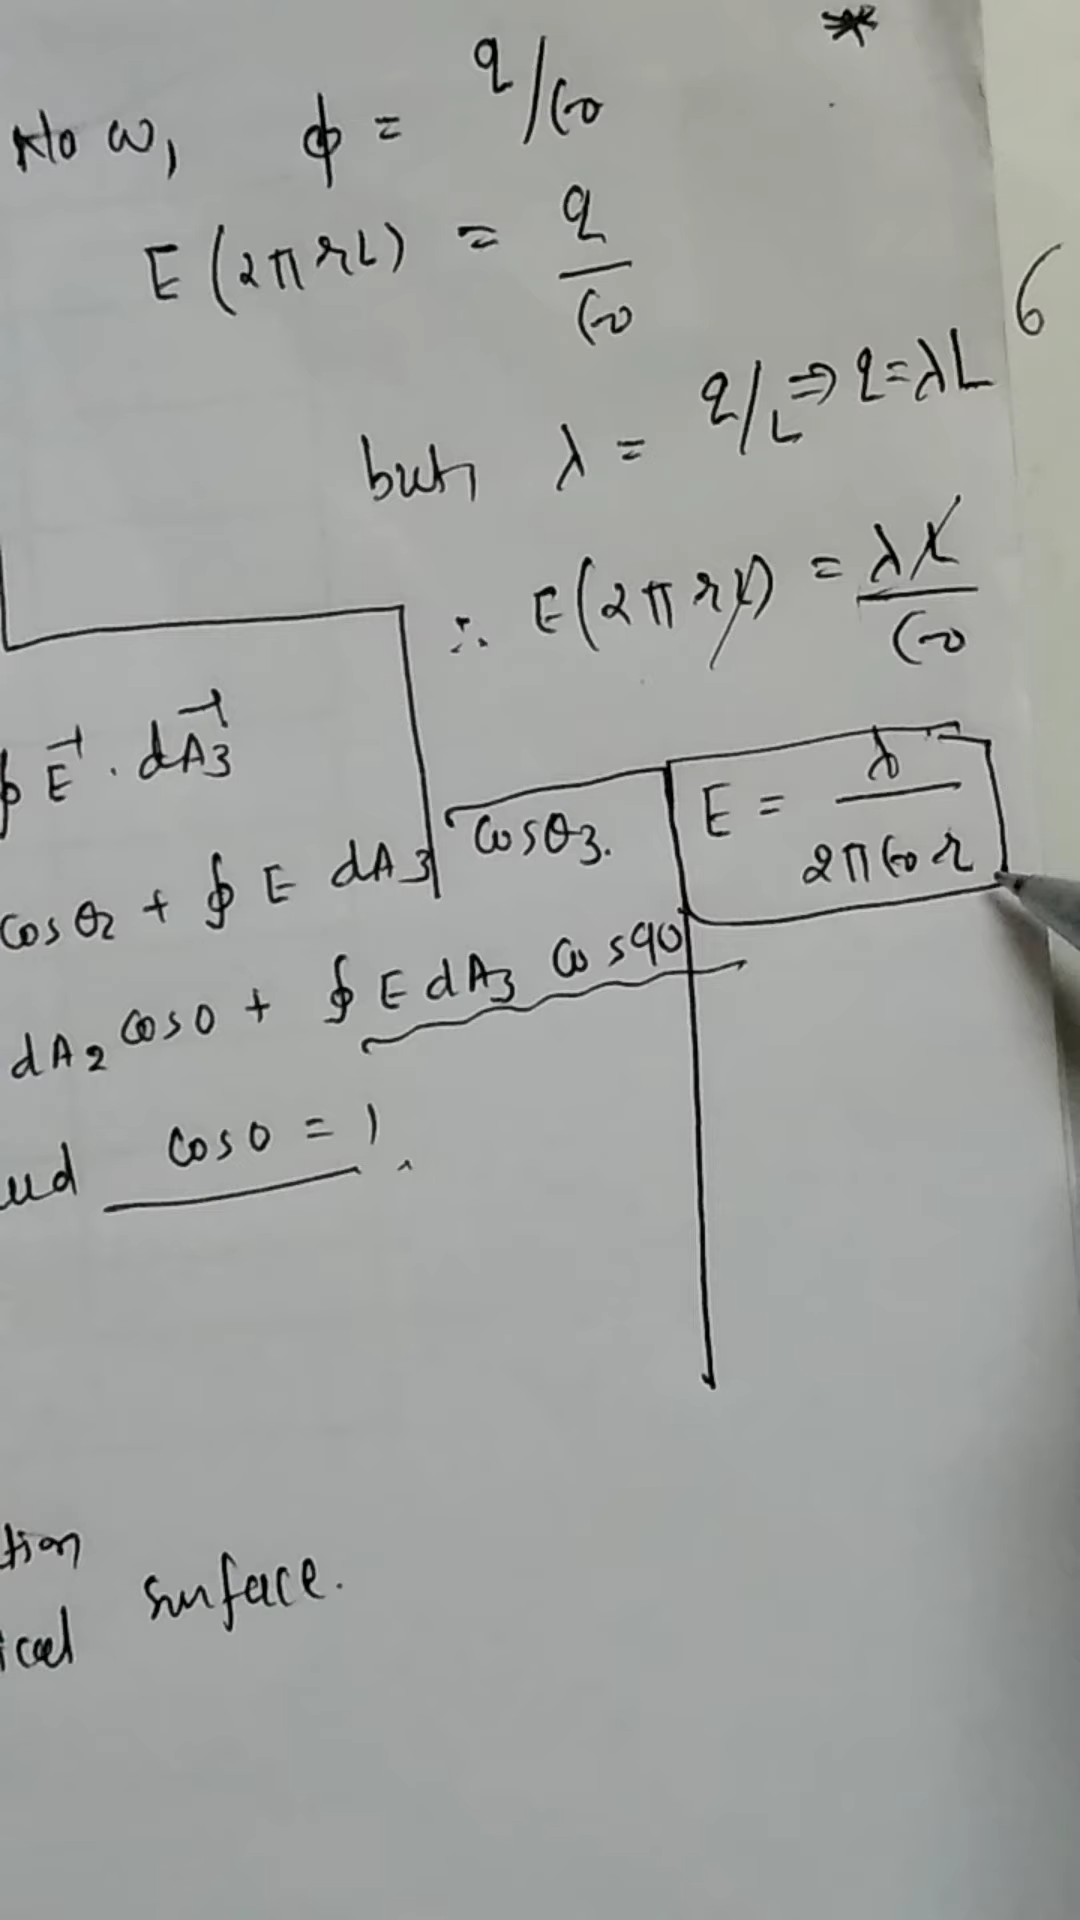 *
Now, ϕ = q/ϵ0
E (2πrL) = q/ϵ0
6
but λ = q/L ⇒ q=λL
∴ E(2πrL) = λL/ϵ0
∮ E⃗ . dA⃗3
E = λ/2πϵ0r
cosθ2 + ∮ E dA3 cosθ3.
dA2 cos0 + ∮ E dA3 cos90
cos0 = 1.
surface.